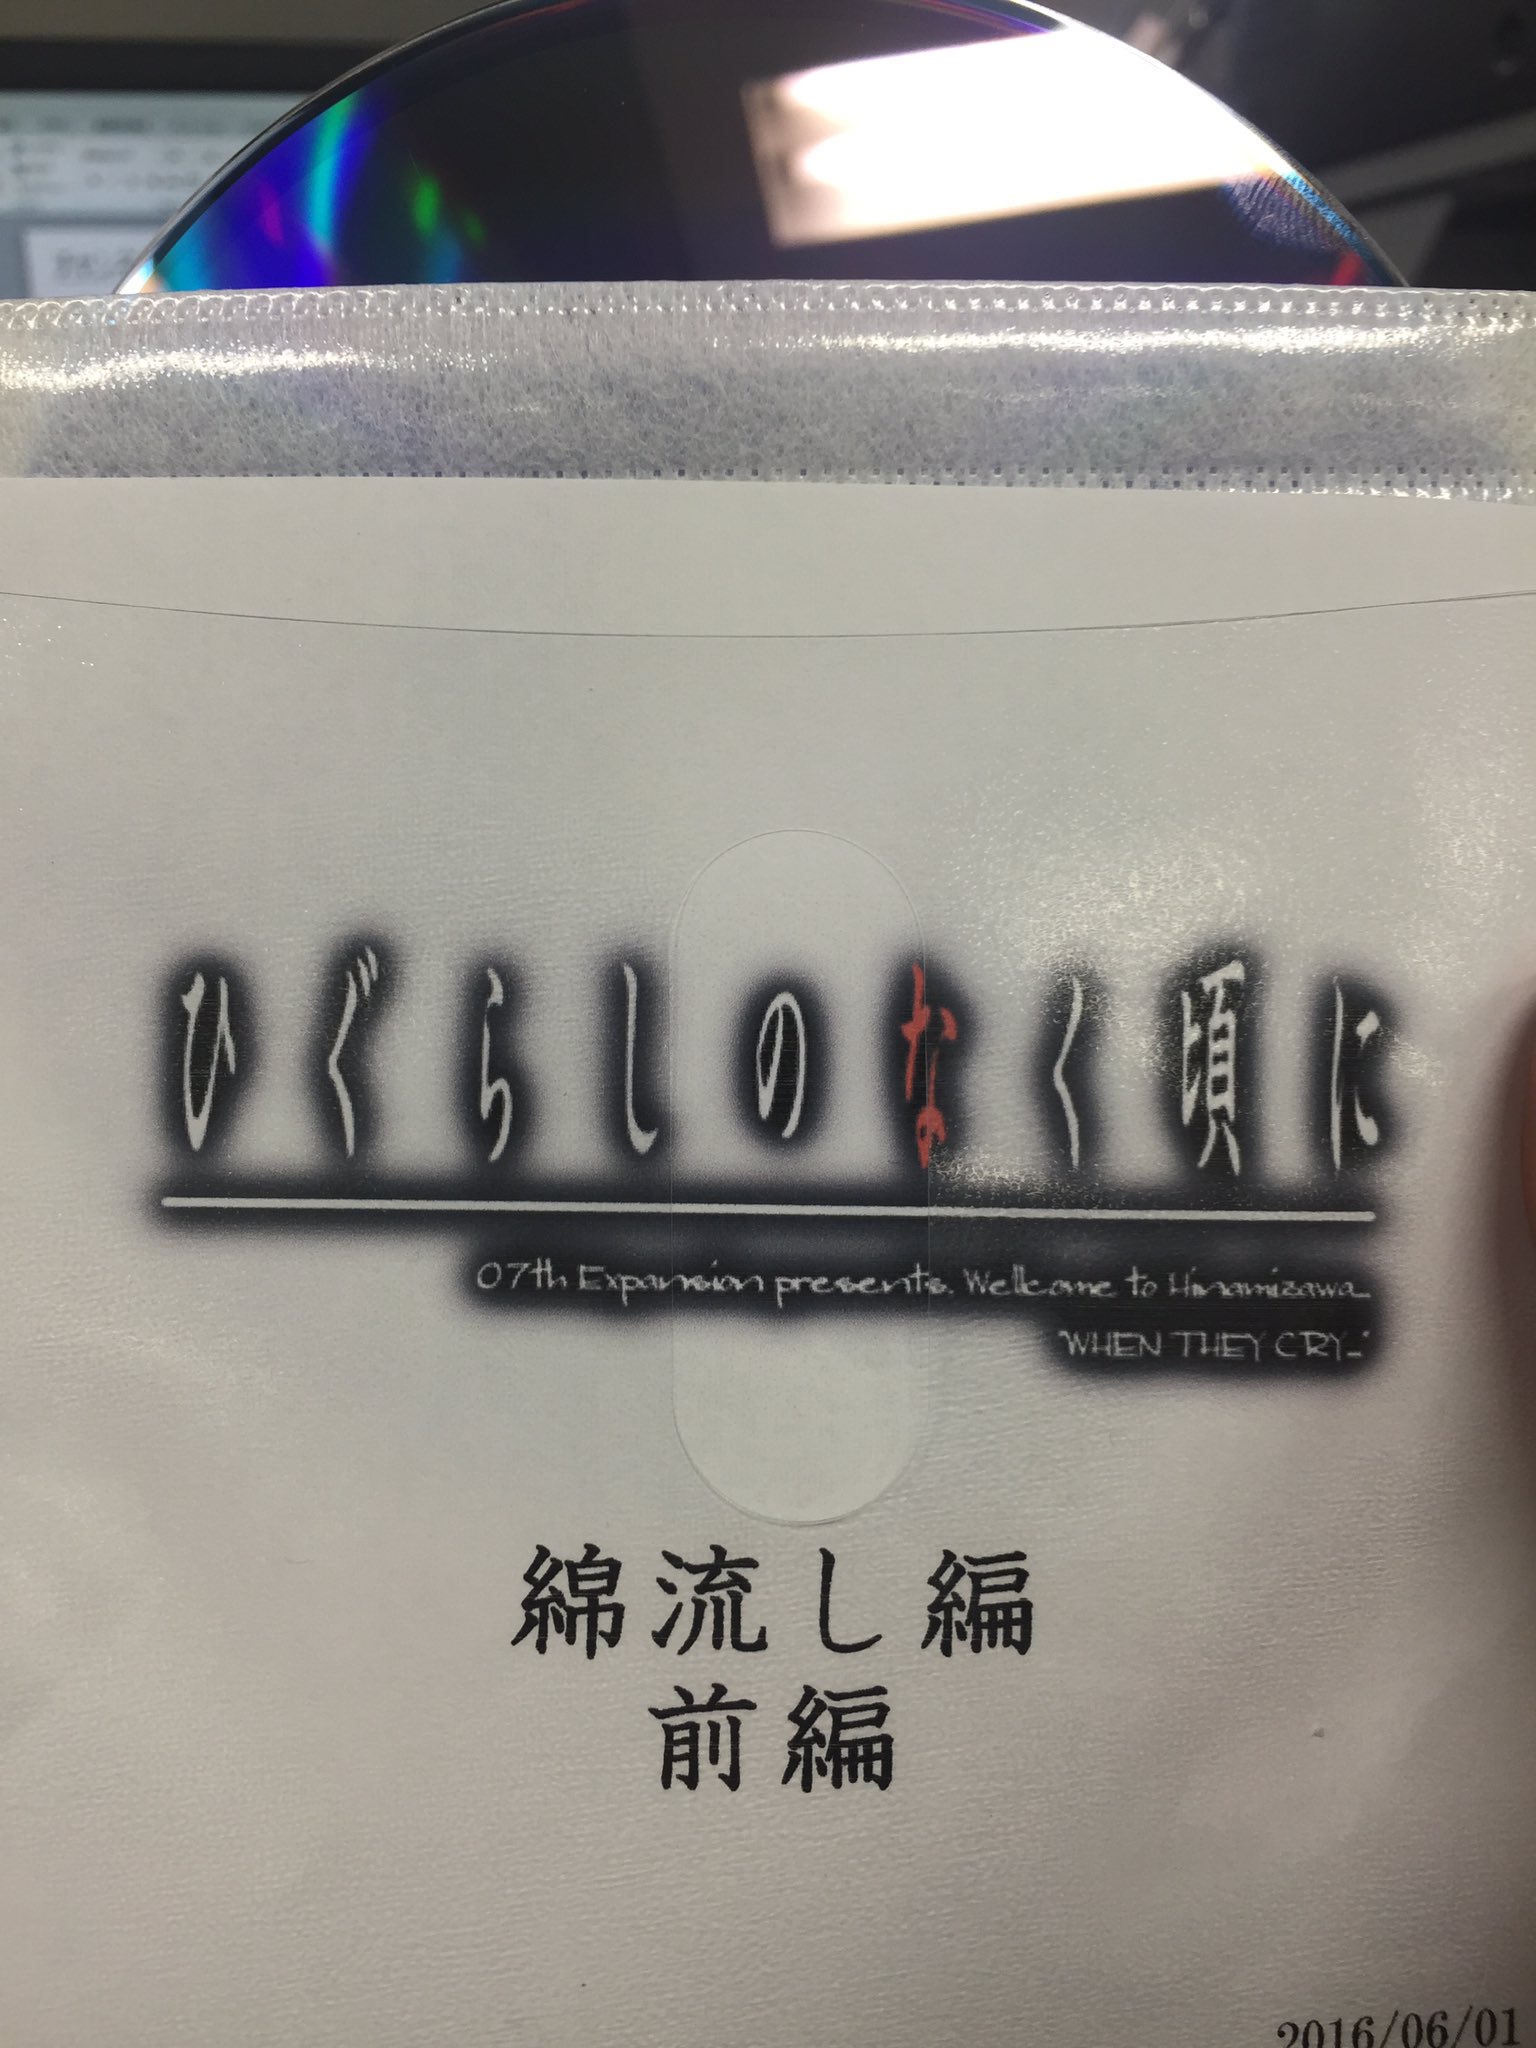 ひぐらしのなく頃に
07th Expansion presents. Wellcome to Hinamizawa...
"WHEN THEY CRY..."
綿流し編
前編
2016/06/01